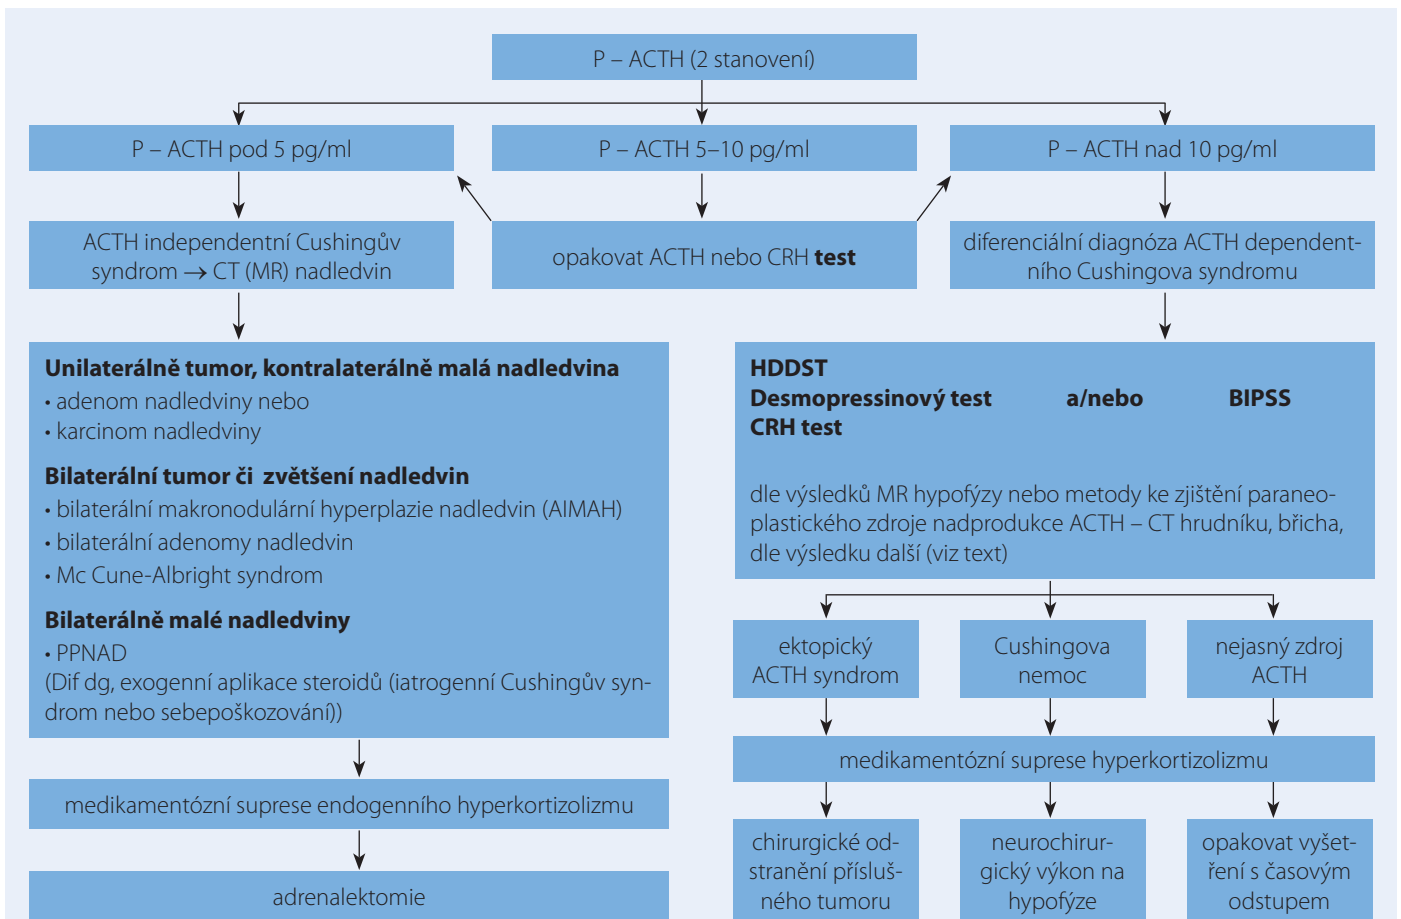 P – ACTH (2 stanovení)
P – ACTH pod 5 pg/ml
P – ACTH 5–10 pg/ml
P – ACTH nad 10 pg/ml
ACTH independentní Cushingův
syndrom → CT (MR) nadledvin
opakovat ACTH nebo CRH test
diferenciální diagnóza ACTH dependent-
ního Cushingova syndromu
Unilaterálně tumor, kontralaterálně malá nadledvina
• adenom nadledviny nebo
• karcinom nadledviny
Bilaterální tumor či zvětšení nadledvin
• bilaterální makronodulární hyperplazie nadledvin (AIMAH)
• bilaterální adenomy nadledvin
• Mc Cune-Albright syndrom
Bilaterálně malé nadledviny
• PPNAD
(Dif dg, exogenní aplikace steroidů (iatrogenní Cushingův syn-
drom nebo sebepoškozování))
medikamentózní suprese endogenního hyperkortizolizmu
adrenalektomie
HDDST
Desmopressinový test a/nebo BIPSS
CRH test
dle výsledků MR hypofýzy nebo metody ke zjištění paraneo-
plastického zdroje nadprodukce ACTH – CT hrudníku, břicha,
dle výsledku další (viz text)
ektopický
ACTH syndrom
Cushingova
nemoc
nejasný zdroj
ACTH
medikamentózní suprese hyperkortizolizmu
chirurgické od-
stranění přísluš-
ného tumoru
neurochirur-
gický výkon na
hypofýze
opakovat vyšet-
ření s časovým
odstupem